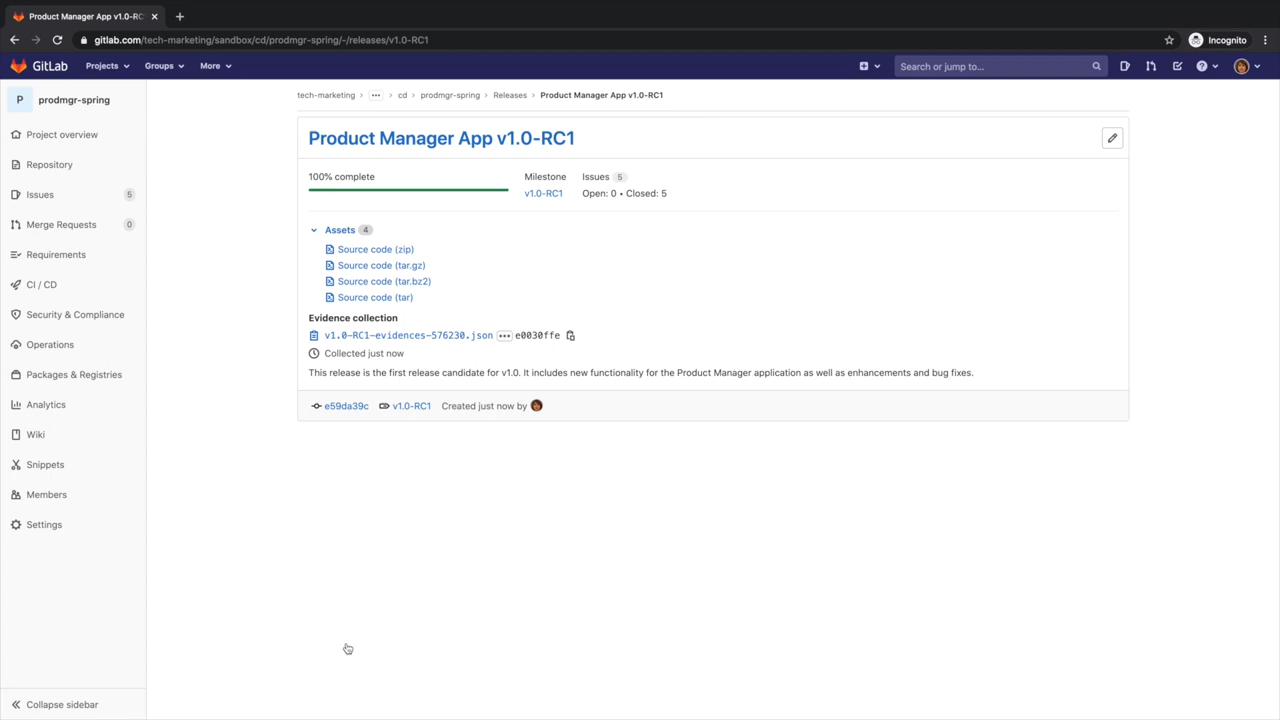 Product Manager App v1.0-RC
gitlab.com/tech-marketing/sandbox/cd/prodmgr-spring/-/releases/v1.0-RC1
Incognito
GitLab
Projects
Groups
More
Search or jump to...
P
prodmgr-spring
Project overview
Repository
Issues 5
Merge Requests 0
Requirements
CI / CD
Security & Compliance
Operations
Packages & Registries
Analytics
Wiki
Snippets
Members
Settings
Collapse sidebar
tech-marketing > ... > cd > prodmgr-spring > Releases > Product Manager App v1.0-RC1
Product Manager App v1.0-RC1
100% complete
Milestone
v1.0-RC1
Issues 5
Open: 0 • Closed: 5
Assets 4
Source code (zip)
Source code (tar.gz)
Source code (tar.bz2)
Source code (tar)
Evidence collection
v1.0-RC1-evidences-576230.json ... e0030ffe
Collected just now
This release is the first release candidate for v1.0. It includes new functionality for the Product Manager application as well as enhancements and bug fixes.
e59da39c v1.0-RC1 Created just now by